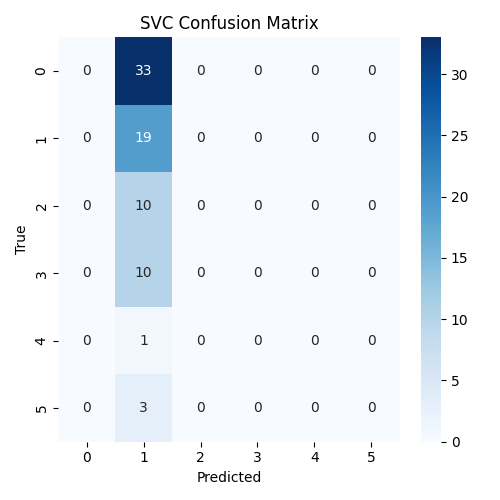 SVC Confusion Matrix
0 0 33 0 0 0 0
1 0 19 0 0 0 0
2 0 10 0 0 0 0
3 0 10 0 0 0 0
4 0 1 0 0 0 0
5 0 3 0 0 0 0
0 1 2 3 4 5
True
Predicted
30
25
20
15
10
5
0